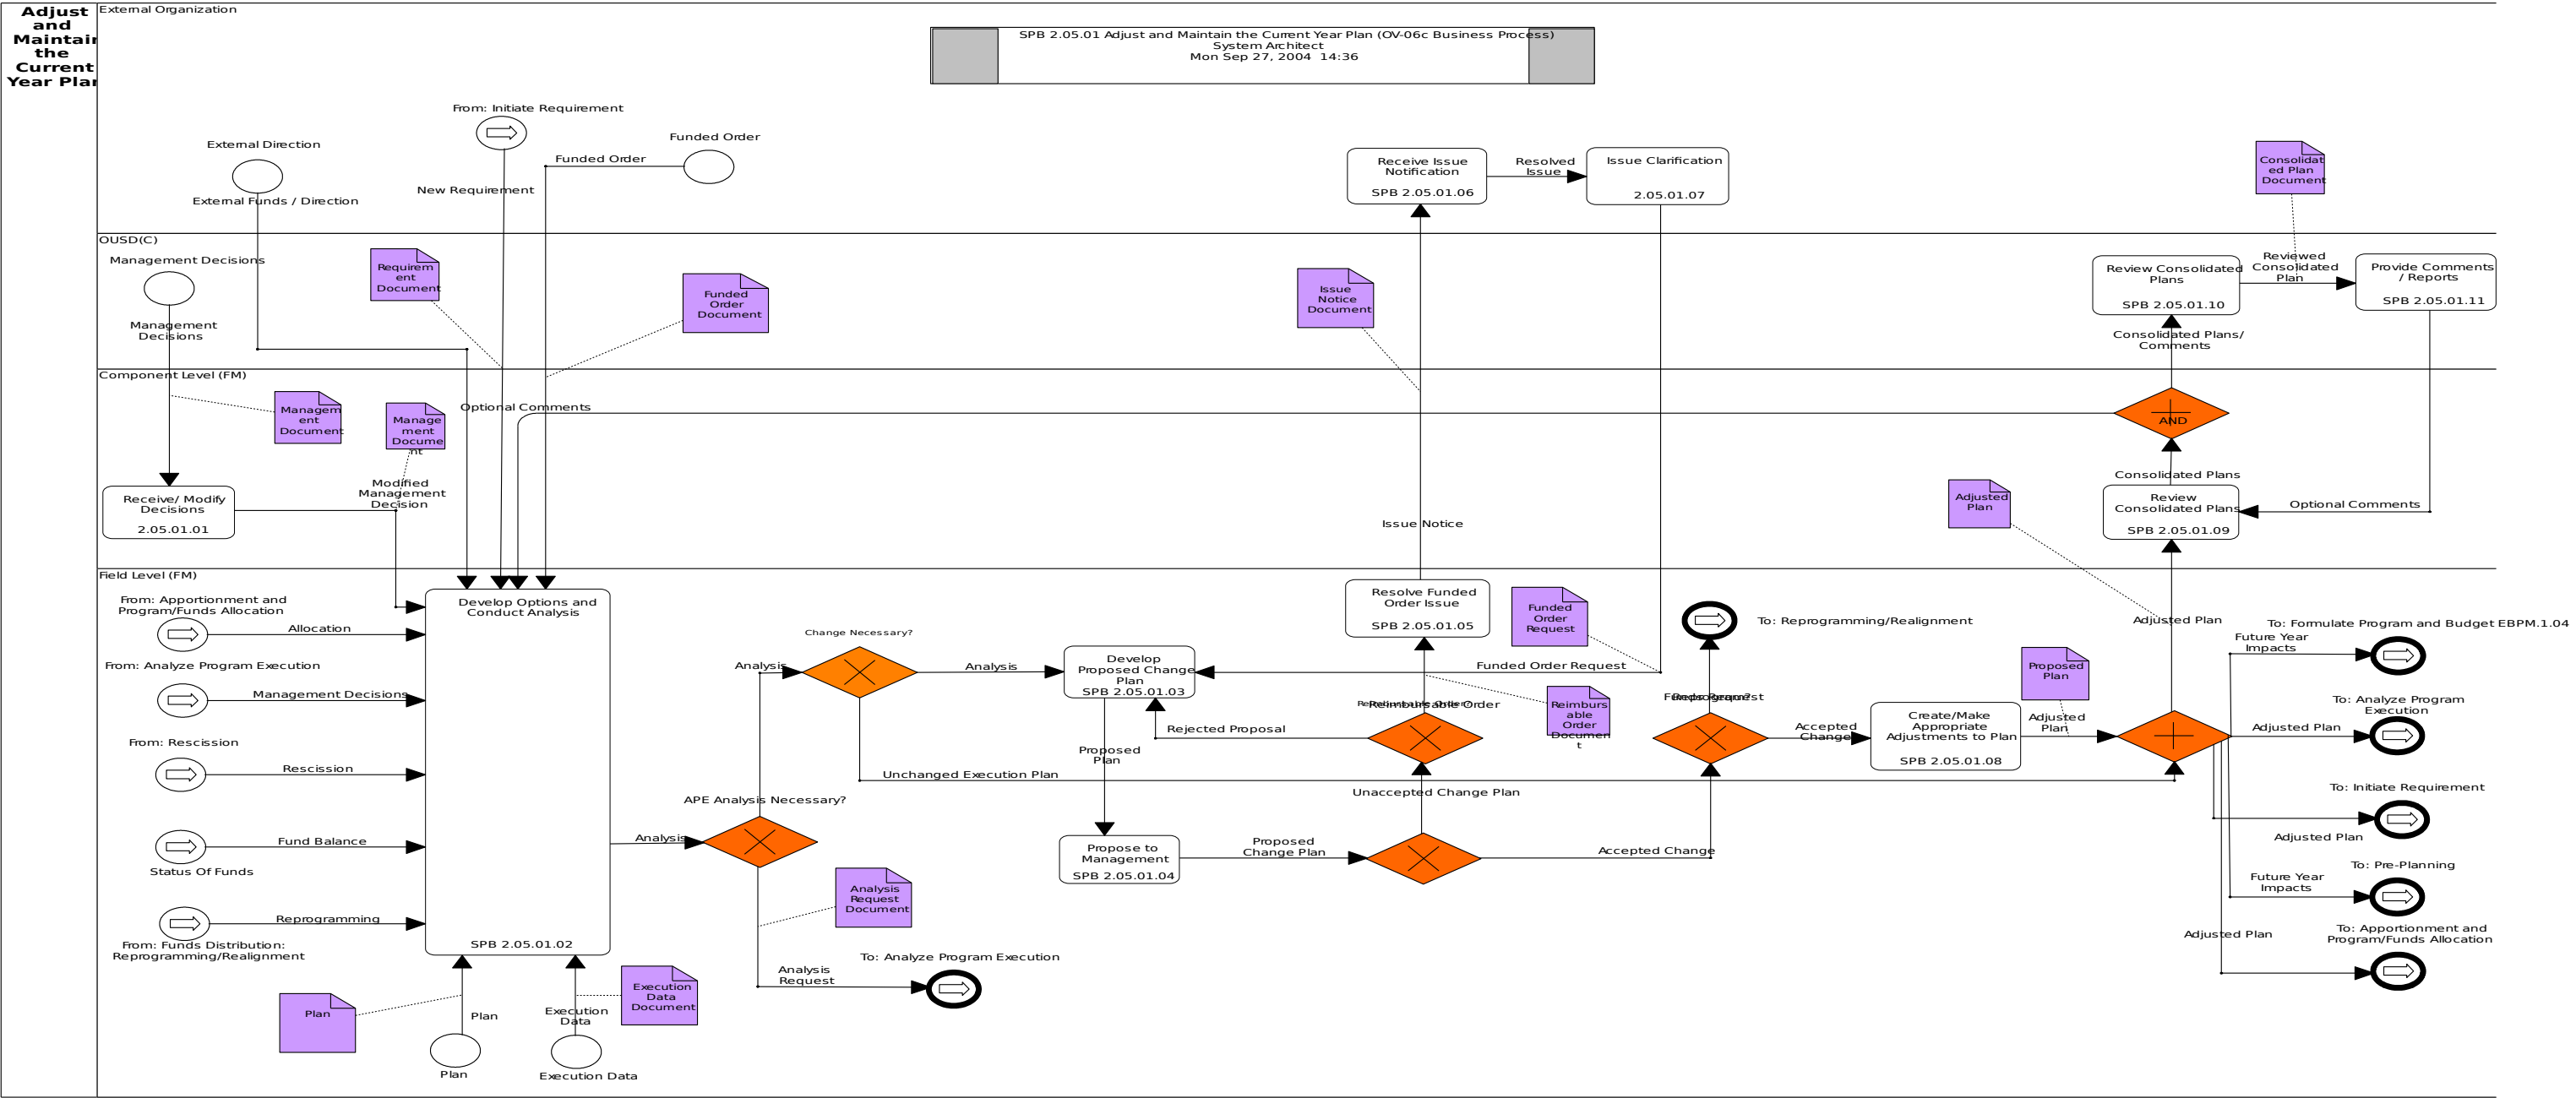 Adjust
and
Maintain
the
Current
Year Plan
External Organization
SPB 2.05.01 Adjust and Maintain the Current Year Plan (OV-06c Business Process)
System Architect
Mon Sep 27, 2004  14:36
From: Initiate Requirement
External Direction
External Funds / Direction
New Requirement
Funded Order
Funded Order
Receive Issue
Notification
SPB 2.05.01.06
Resolved
Issue
Issue Clarification
2.05.01.07
Consolidat
ed Plan
Document
OUSD(C)
Management Decisions
Management
Decisions
Requirem
ent
Document
Funded
Order
Document
Issue
Notice
Document
Review Consolidated
Plans
SPB 2.05.01.10
Reviewed
Consolidated
Plan
Provide Comments
/ Reports
SPB 2.05.01.11
Consolidated Plans/
Comments
Component Level (FM)
Managem
ent
Document
Manage
ment
Docume
nt
Optional Comments
AND
Receive/ Modify
Decisions
2.05.01.01
Modified
Management
Decision
Issue Notice
Adjusted
Plan
Consolidated Plans
Review
Consolidated Plans
SPB 2.05.01.09
Optional Comments
Field Level (FM)
From: Apportionment and
Program/Funds Allocation
Allocation
From: Analyze Program Execution
Management Decisions
From: Rescission
Rescission
Fund Balance
Status Of Funds
Reprogramming
From: Funds Distribution:
Reprogramming/Realignment
Develop Options and
Conduct Analysis
SPB 2.05.01.02
Plan
Plan
Plan
Execution
Data
Execution Data
Execution
Data
Document
Analysis
APE Analysis Necessary?
Analysis
Change Necessary?
Analysis
Analysis
Request
Document
Analysis
Request
To: Analyze Program Execution
Develop
Proposed Change
Plan
SPB 2.05.01.03
Proposed
Plan
Rejected Proposal
Unchanged Execution Plan
Propose to
Management
SPB 2.05.01.04
Proposed
Change Plan
Unaccepted Change Plan
Accepted Change
Resolve Funded
Order Issue
SPB 2.05.01.05
Funded
Order
Request
Funded Order Request
Reimbursable Order
Reimburs
able
Order
Documen
t
To: Reprogramming/Realignment
Accepted
Change
Create/Make
Appropriate
Adjustments to Plan
SPB 2.05.01.08
Proposed
Plan
Adjusted
Plan
Adjusted Plan
To: Formulate Program and Budget EBPM.1.04
Future Year
Impacts
To: Analyze Program
Execution
Adjusted Plan
To: Initiate Requirement
Adjusted Plan
To: Pre-Planning
Future Year
Impacts
To: Apportionment and
Program/Funds Allocation
Adjusted Plan